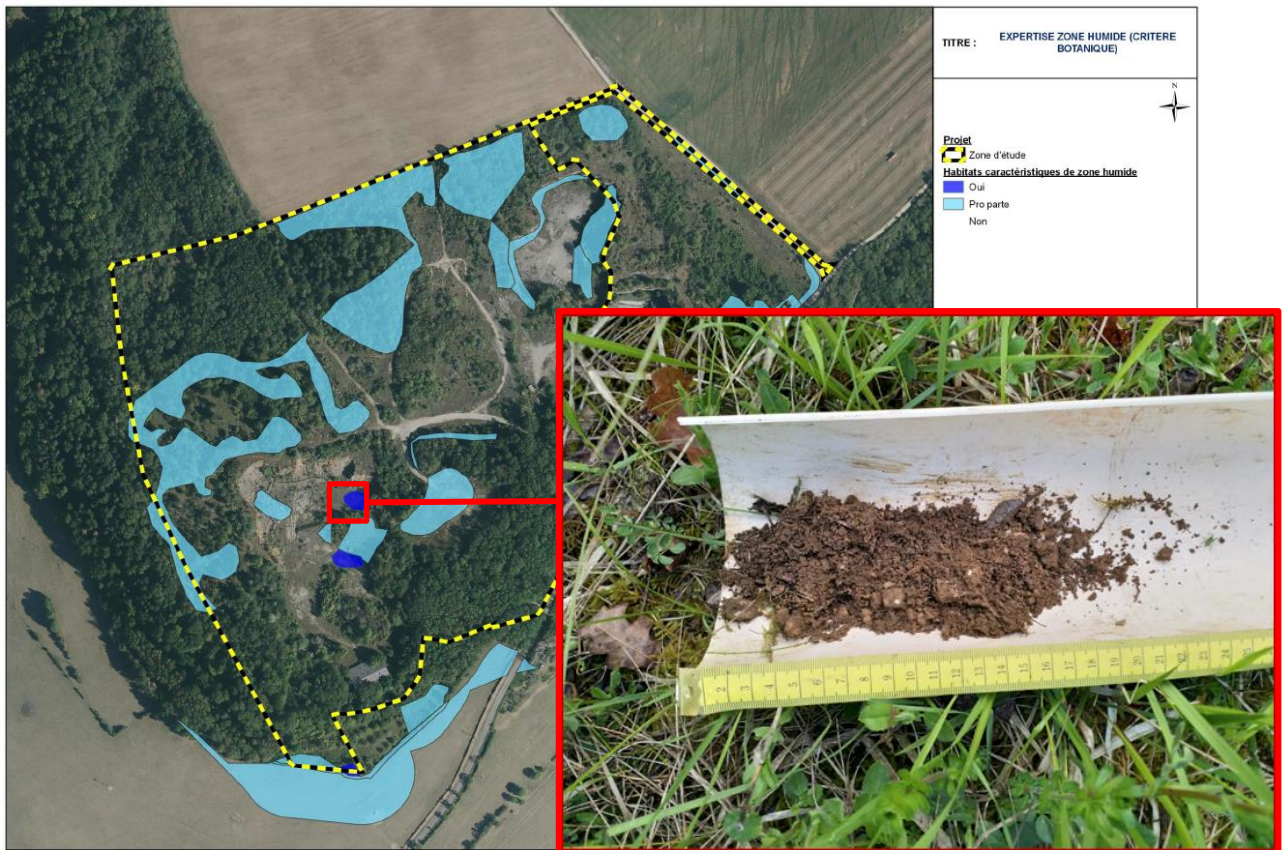 TITRE :
EXPERTISE ZONE HUMIDE (CRITERE
BOTANIQUE)
N
Projet
Zone d'étude
Habitats caractéristiques de zone humide
Oui
Pro parte
Non
2 3 4 5 6 7 8 9 10 11 12 13 14 15 16 17 18 19 20 21 22 23 24